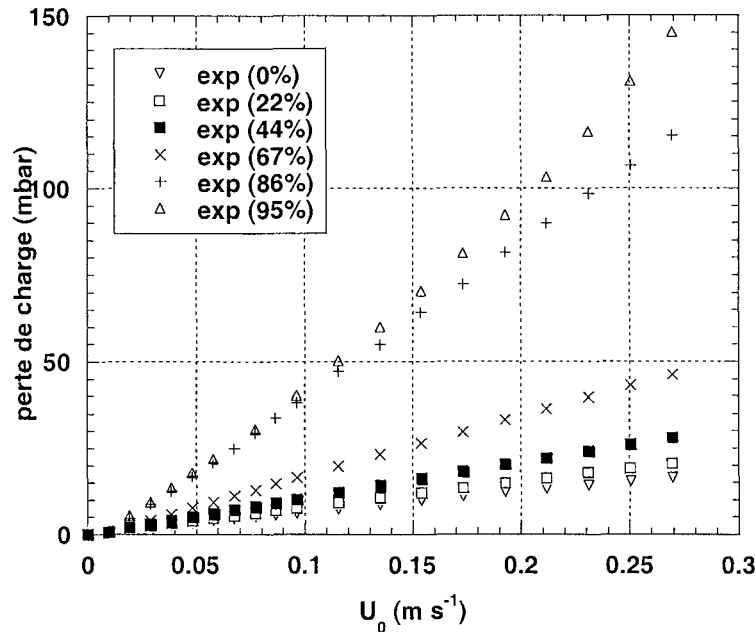 150
100
50
0
perte de charge (mbar)
exp (0%)
exp (22%)
exp (44%)
exp (67%)
exp (86%)
exp (95%)
0 0.05 0.1 0.15 0.2 0.25 0.3
U₀ (m s⁻¹)